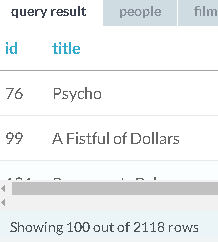 query result people film
id title
76 Psycho
99 A Fistful of Dollars
Showing 100 out of 2118 rows